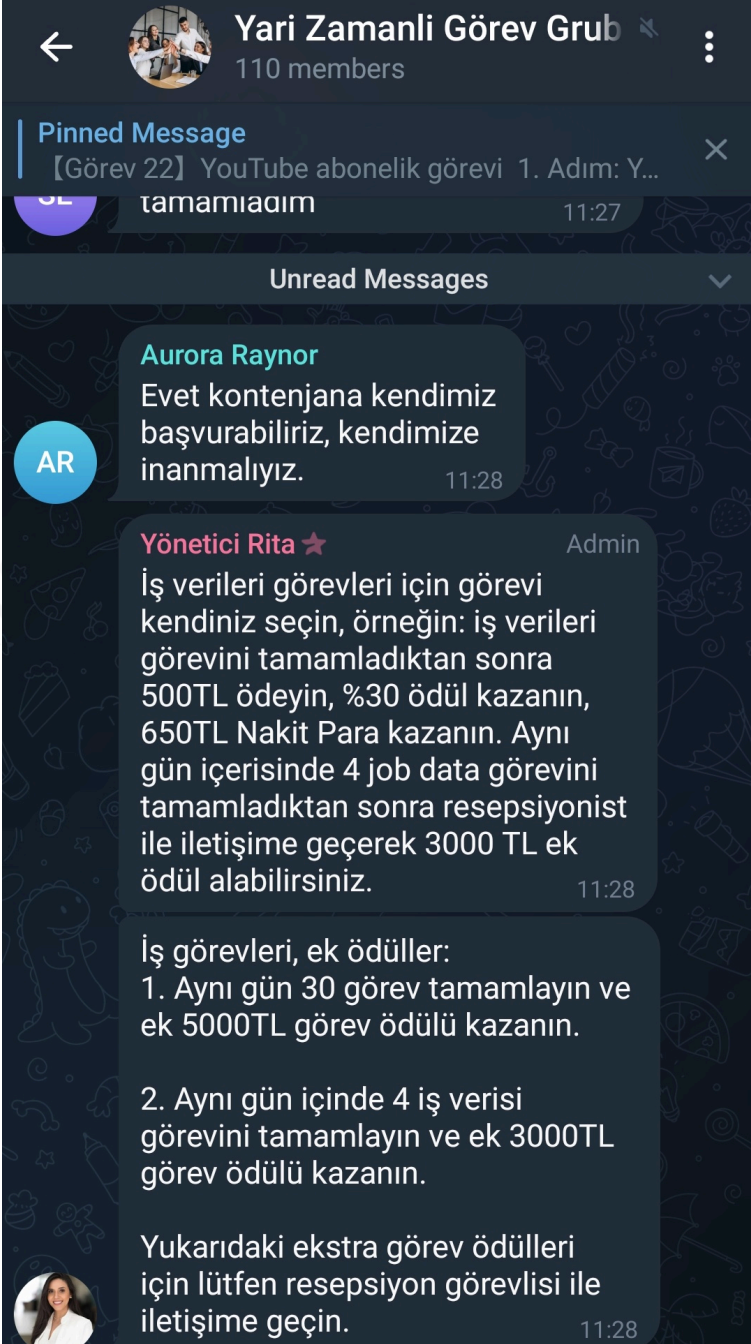 Yari Zamanli Görev Grub
110 members
Pinned Message
【Görev 22】YouTube abonelik görevi 1. Adım: Y...
SE
tamamladım
11:27
Unread Messages
Aurora Raynor
Evet kontenjana kendimiz
başvurabiliriz, kendimize
inanmalıyız.
11:28
AR
Yönetici Rita
Admin
İş verileri görevleri için görevi
kendiniz seçin, örneğin: iş verileri
görevini tamamladıktan sonra
500TL ödeyin, %30 ödül kazanın,
650TL Nakit Para kazanın. Aynı
gün içerisinde 4 job data görevini
tamamladıktan sonra resepsiyonist
ile iletişime geçerek 3000 TL ek
ödül alabilirsiniz.
11:28
İş görevleri, ek ödüller:
1. Aynı gün 30 görev tamamlayın ve
ek 5000TL görev ödülü kazanın.
2. Aynı gün içinde 4 iş verisi
görevini tamamlayın ve ek 3000TL
görev ödülü kazanın.
Yukarıdaki ekstra görev ödülleri
için lütfen resepsiyon görevlisi ile
iletişime geçin.
11:28